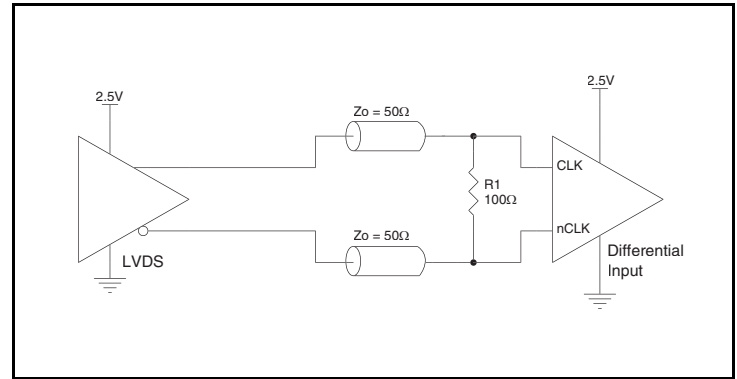 2.5V
2.5V
Zo = 50Ω
CLK
R1
100Ω
nCLK
Zo = 50Ω
LVDS
Differential
Input